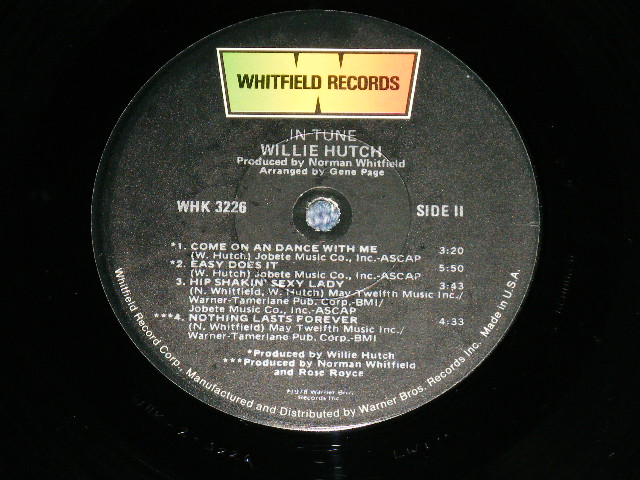 WHITFIELD RECORDS
IN TUNE
WILLIE HUTCH
Produced by Norman Whitfield
Arranged by Gene Page
WHK 3226
SIDE II
*1. COME ON AN DANCE WITH ME 3:20
(W. Hutch) Jobete Music Co., Inc.-ASCAP
*2. EASY DOES IT 5:50
(W. Hutch) Jobete Music Co., Inc.-ASCAP
3. HIP SHAKIN' SEXY LADY 3:43
(N. Whitfield, W. Hutch) May Twelfth Music Inc./
Warner-Tamerlane Pub. Corp.-BMI/
Jobete Music Co., Inc.-ASCAP
***4. NOTHING LASTS FOREVER 4:33
(N. Whitfield) May Twelfth Music Inc./
Warner-Tamerlane Pub. Corp.-BMI
*Produced by Willie Hutch
***Produced by Norman Whitfield
and Rose Royce
℗1978 Warner Bros.
Records Inc.
Whitfield Record Corp., Manufactured and Distributed by Warner Bros. Records Inc. Made in U.S.A.